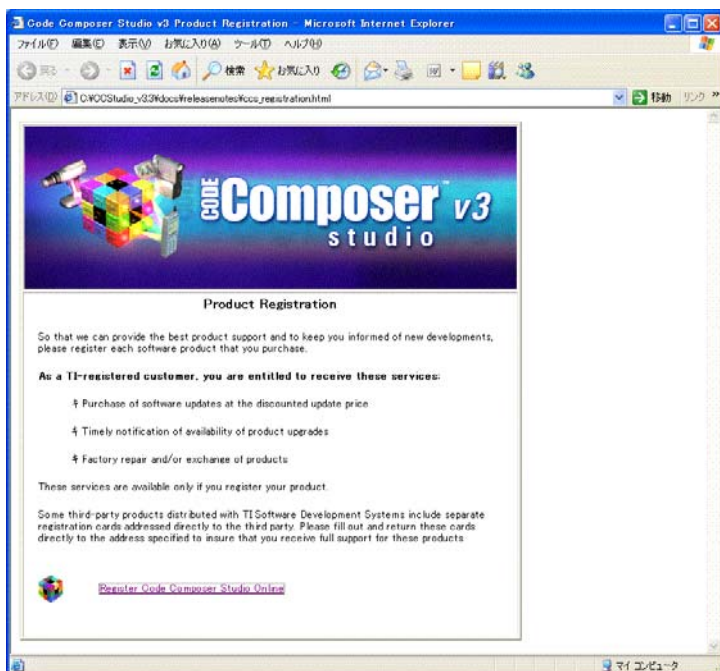 Code Composer Studio v3 Product Registration - Microsoft Internet Explorer
ファイル(F) 編集(E) 表示(V) お気に入り(A) ツール(T) ヘルプ(H)
戻る 検索 お気に入り
アドレス(D) C:¥CCStudio_v3.3¥docs¥releasenotes¥ccs_registration.html 移動 リンク »
CODE Composer™ v3
studio
Product Registration
So that we can provide the best product support and to keep you informed of new developments,
please register each software product that you purchase.
As a TI-registered customer, you are entitled to receive these services:
ｷ Purchase of software updates at the discounted update price
ｷ Timely notification of availability of product upgrades
ｷ Factory repair and/or exchange of products
These services are available only if you register your product.
Some third-party products distributed with TI Software Development Systems include separate
registration cards addressed directly to the third party. Please fill out and return these cards
directly to the address specified to insure that you receive full support for these products
Register Code Composer Studio Online
マイ コンピュータ